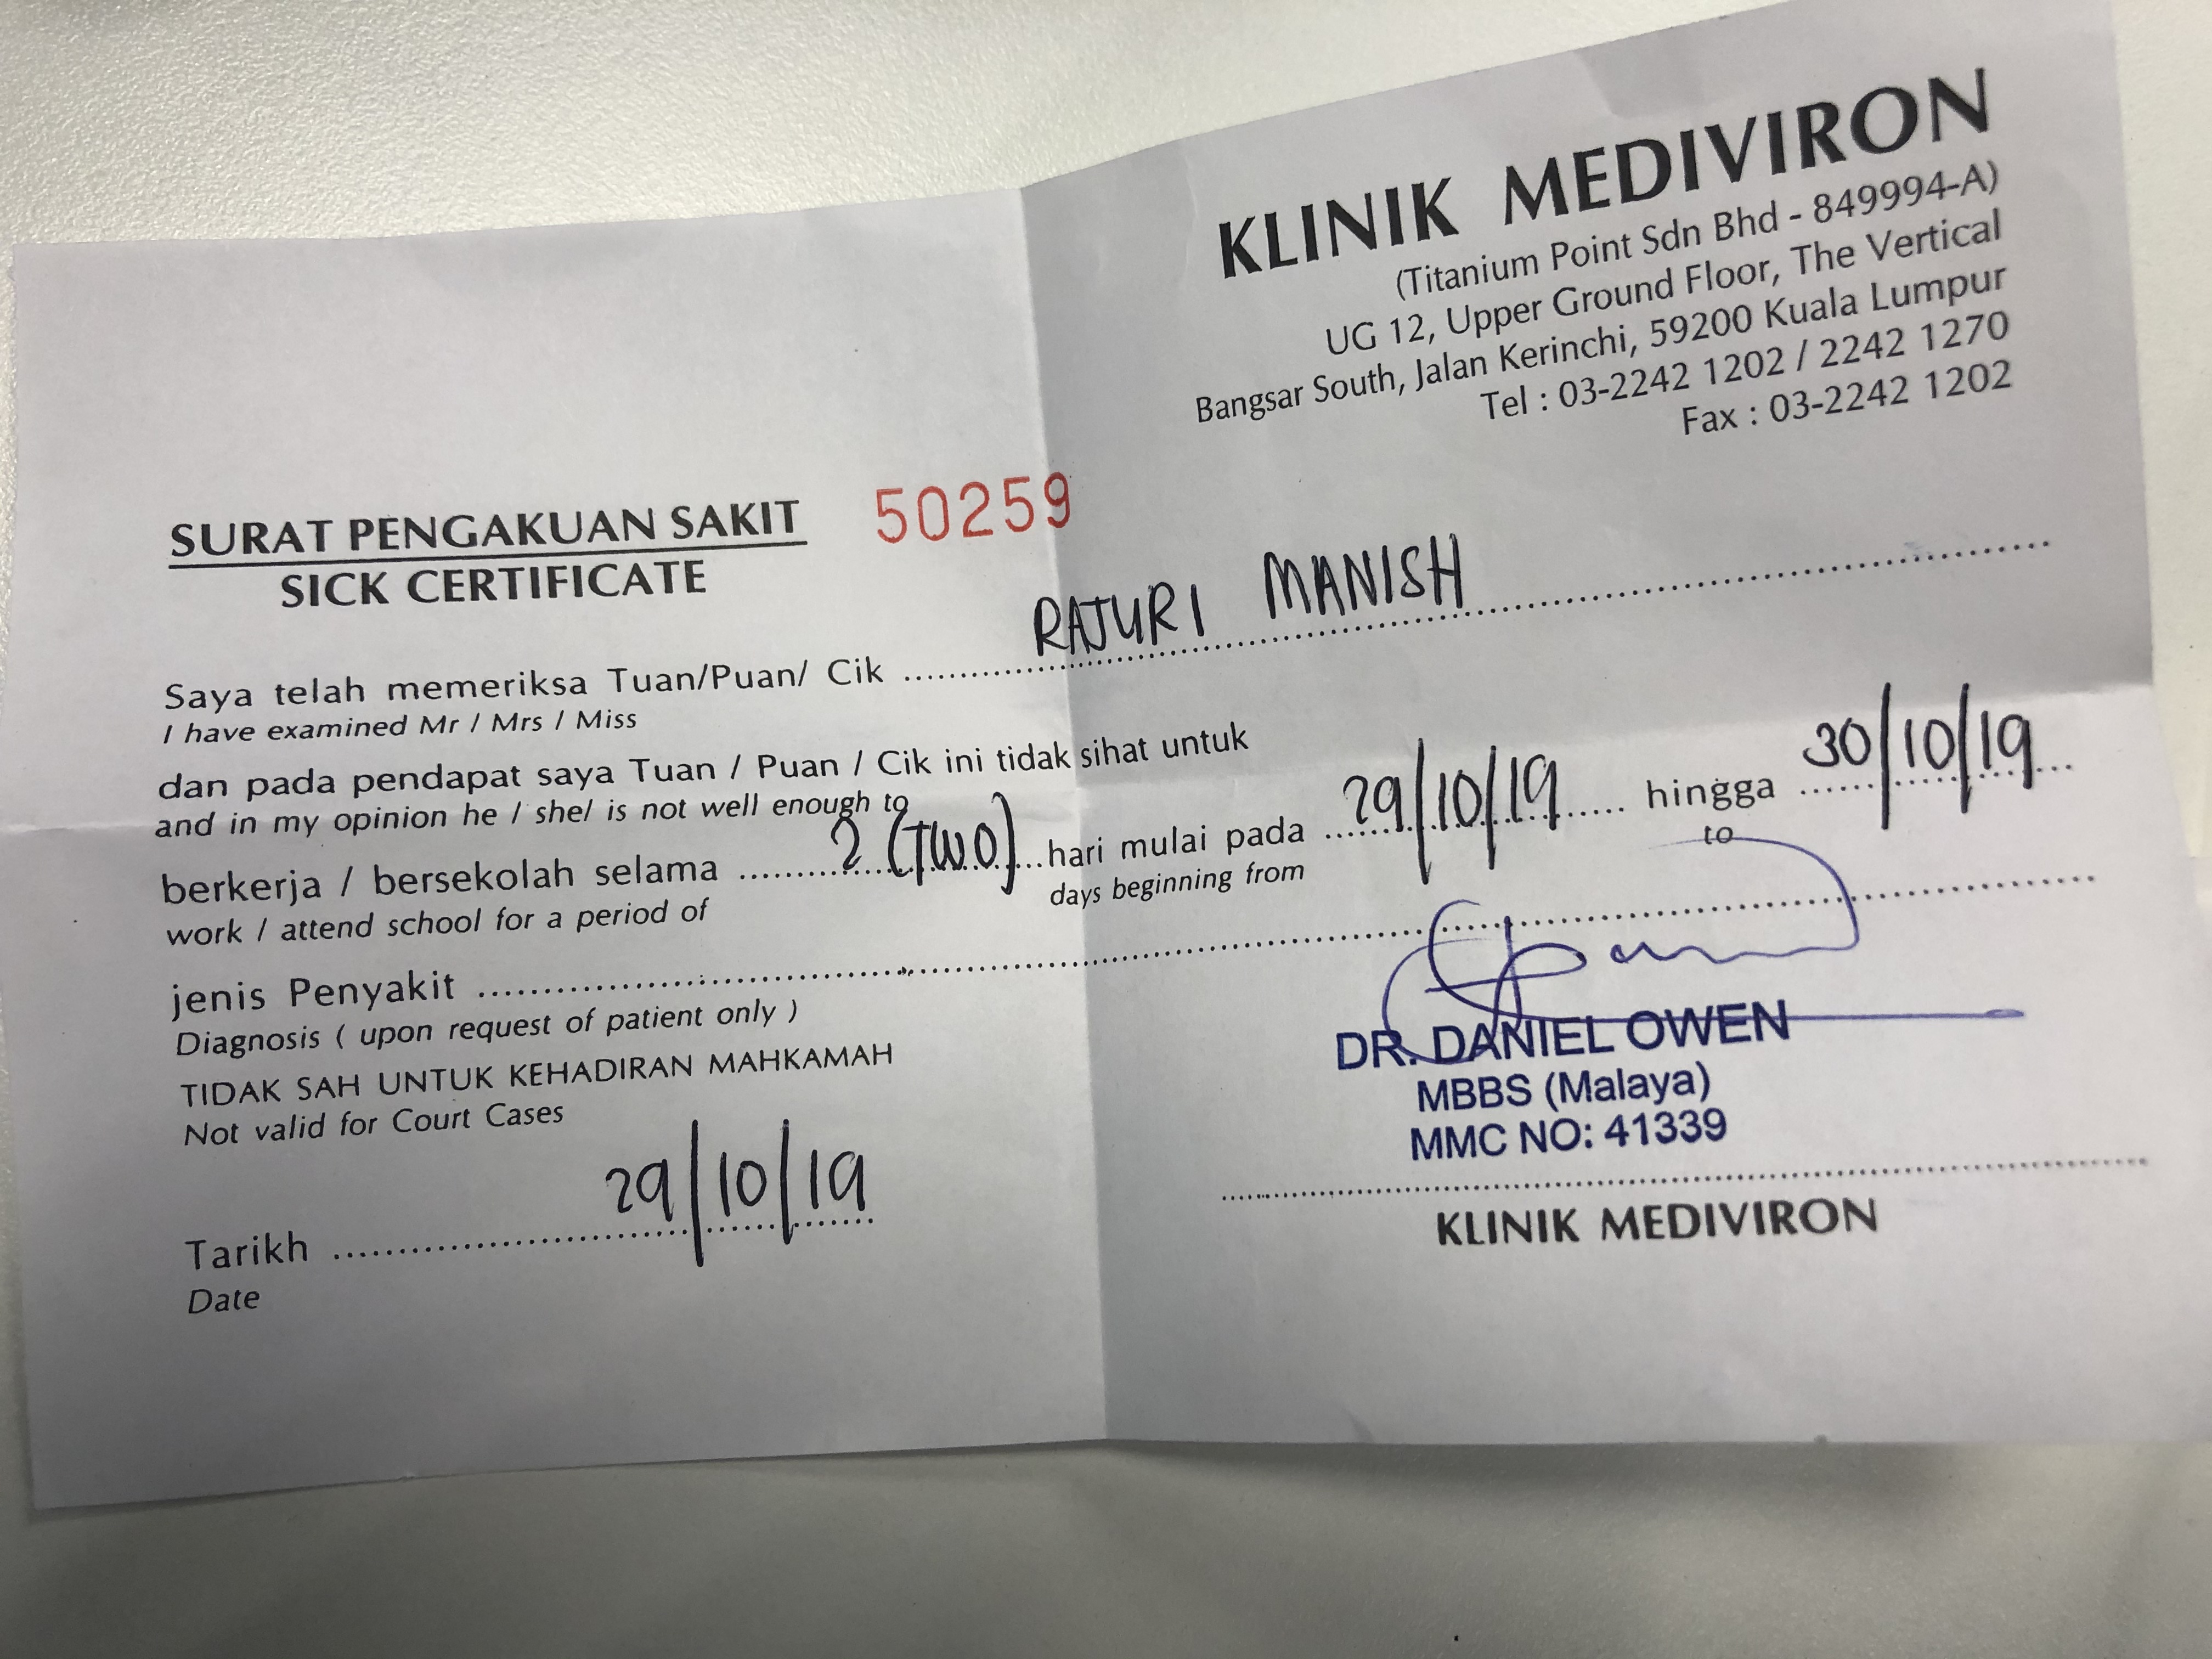 KLINIK MEDIVIRON
(Titanium Point Sdn Bhd - 849994-A)
UG 12, Upper Ground Floor, The Vertical
Bangsar South, Jalan Kerinchi, 59200 Kuala Lumpur
Tel : 03-2242 1202 / 2242 1270
Fax : 03-2242 1202
SURAT PENGAKUAN SAKIT 50259
SICK CERTIFICATE
Saya telah memeriksa Tuan/Puan/ Cik RATURI MANISH
I have examined Mr / Mrs / Miss
dan pada pendapat saya Tuan / Puan / Cik ini tidak sihat untuk
and in my opinion he / she/ is not well enough to
berkerja / bersekolah selama 2 (TWO) hari mulai pada 29/10/19 hingga 30/10/19
work / attend school for a period of days beginning from to
jenis Penyakit
Diagnosis ( upon request of patient only )
TIDAK SAH UNTUK KEHADIRAN MAHKAMAH
Not valid for Court Cases
DR. DANIEL OWEN
MBBS (Malaya)
MMC NO: 41339
Tarikh 29/10/19
Date
KLINIK MEDIVIRON